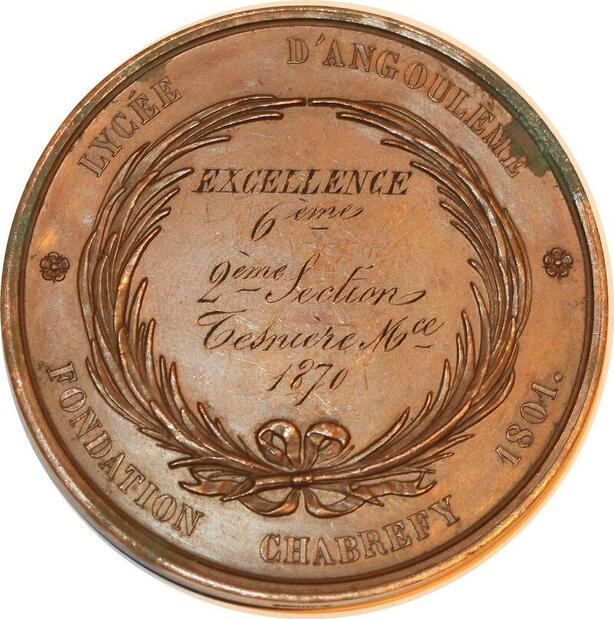 LYCÉE D'ANGOULÊME
EXCELLENCE
6ème
2ème Section
Tesnière Mce
1870
FONDATION CHABREFY 1801.